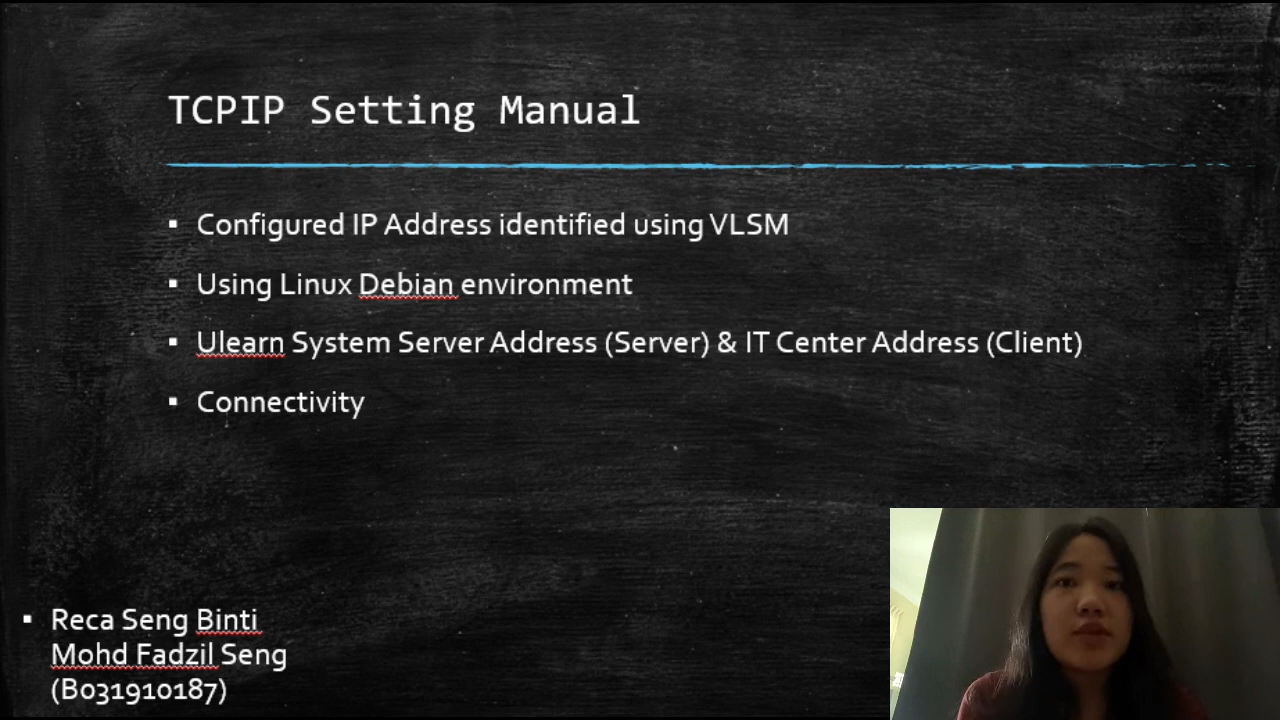 TCPIP Setting Manual
▪ Configured IP Address identified using VLSM
▪ Using Linux Debian environment
▪ Ulearn System Server Address (Server) & IT Center Address (Client)
▪ Connectivity
▪ Reca Seng Binti
Mohd Fadzil Seng
(B031910187)